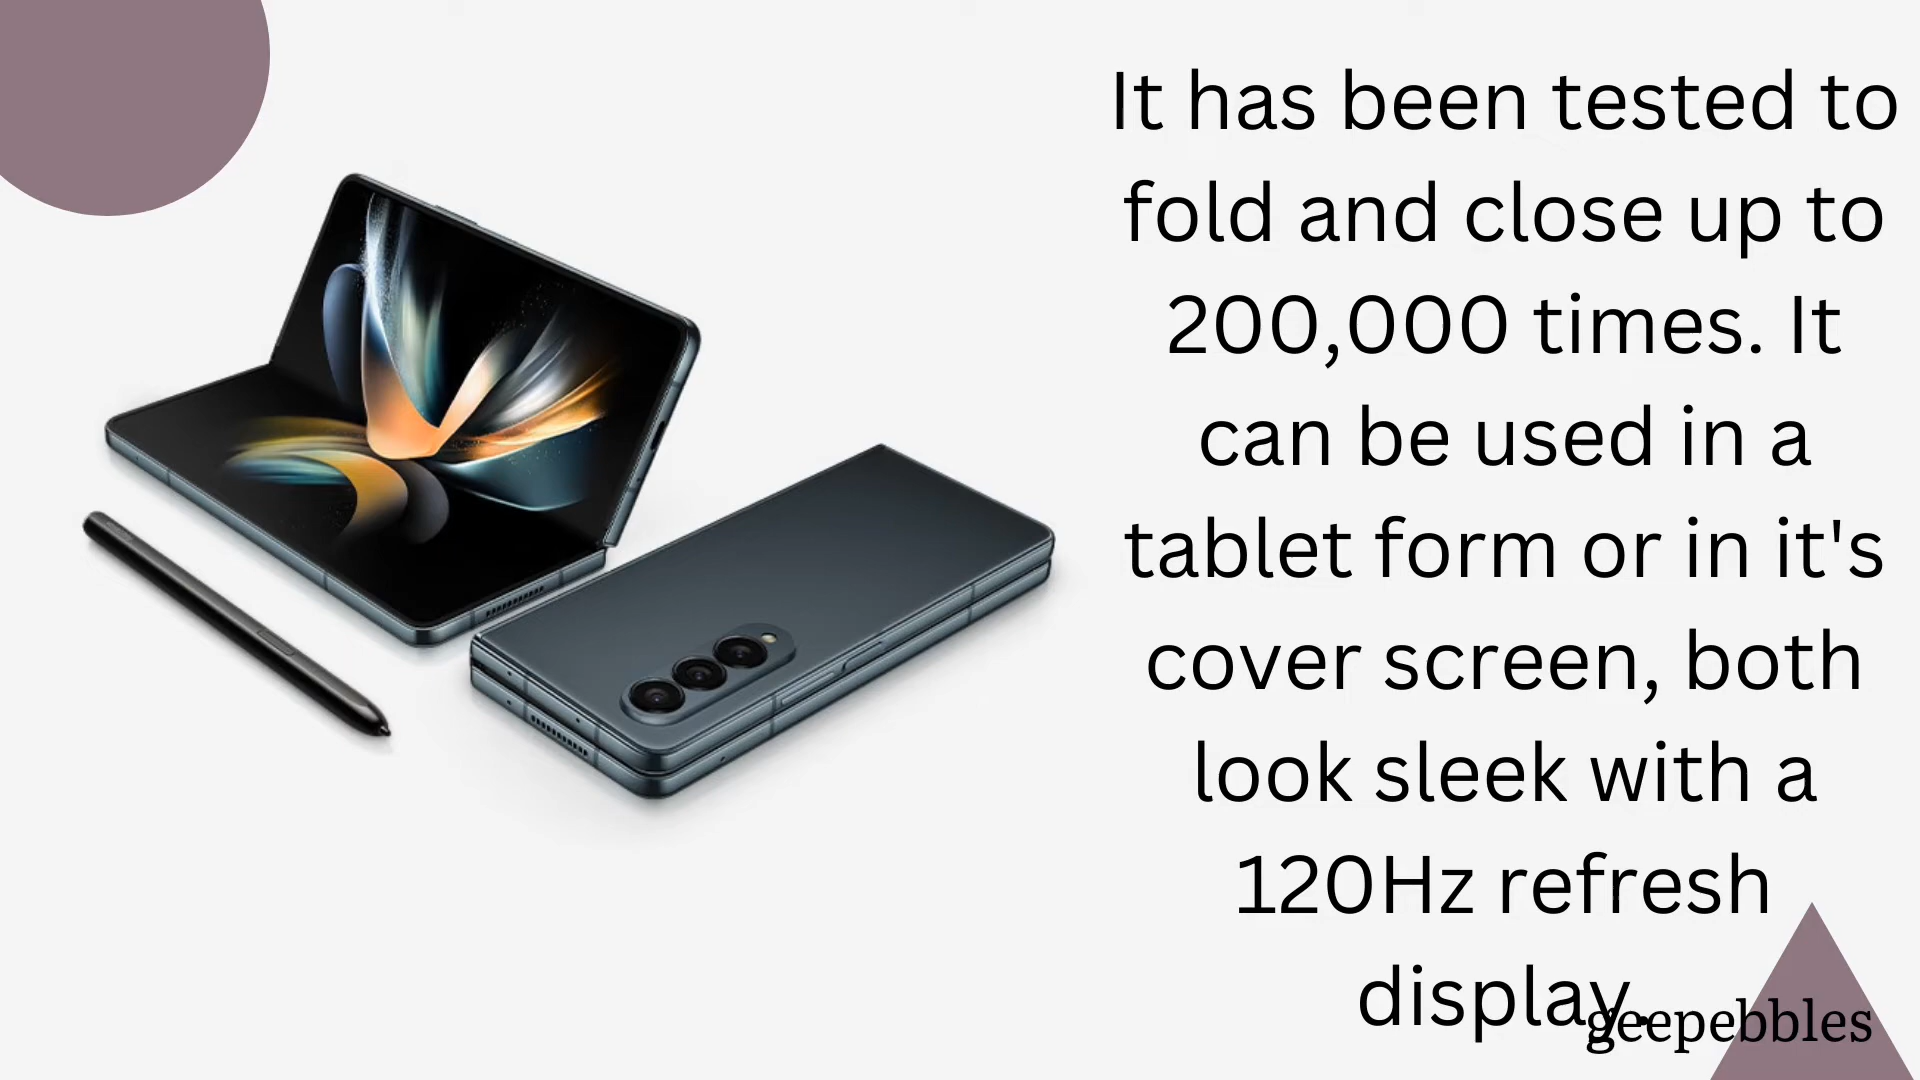 It has been tested to
fold and close up to
200,000 times. It
can be used in a
tablet form or in it's
cover screen, both
look sleek with a
120Hz refresh
display.
geepebbles